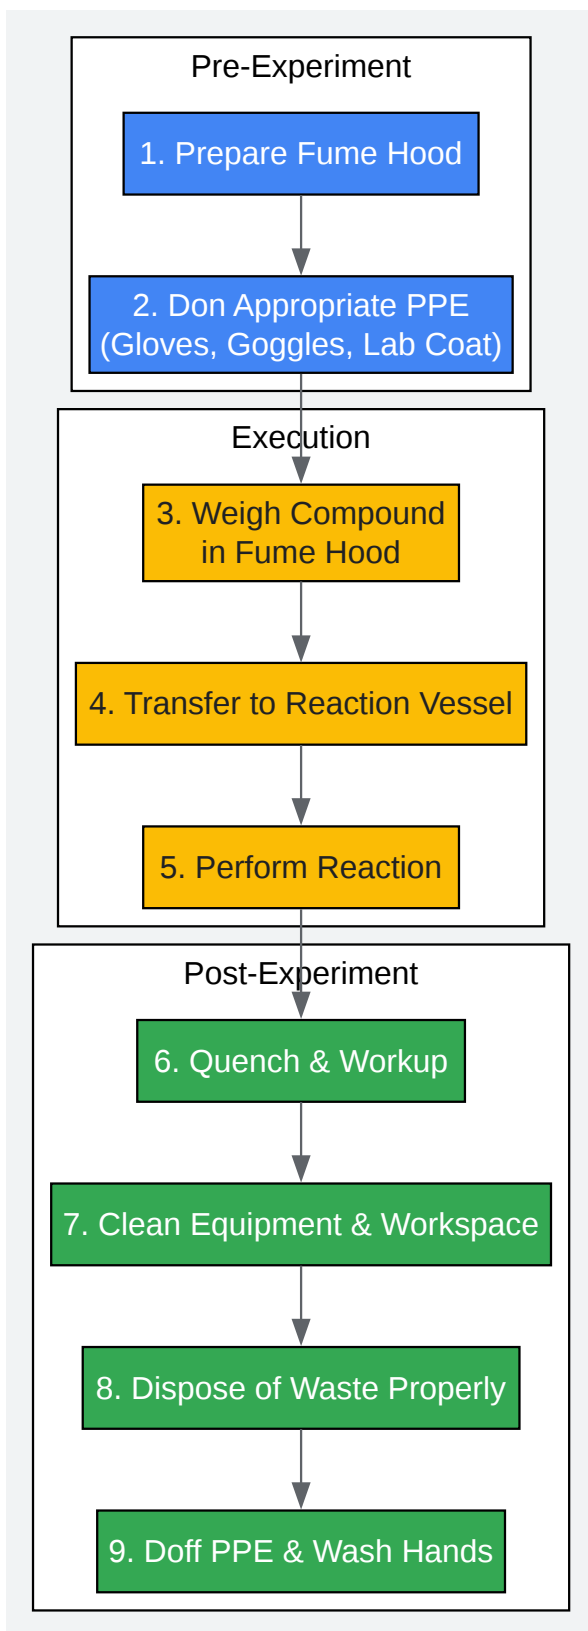 Pre-Experiment
1. Prepare Fume Hood
2. Don Appropriate PPE
(Gloves, Goggles, Lab Coat)
Execution
3. Weigh Compound
in Fume Hood
4. Transfer to Reaction Vessel
5. Perform Reaction
Post-Experiment
6. Quench & Workup
7. Clean Equipment & Workspace
8. Dispose of Waste Properly
9. Doff PPE & Wash Hands